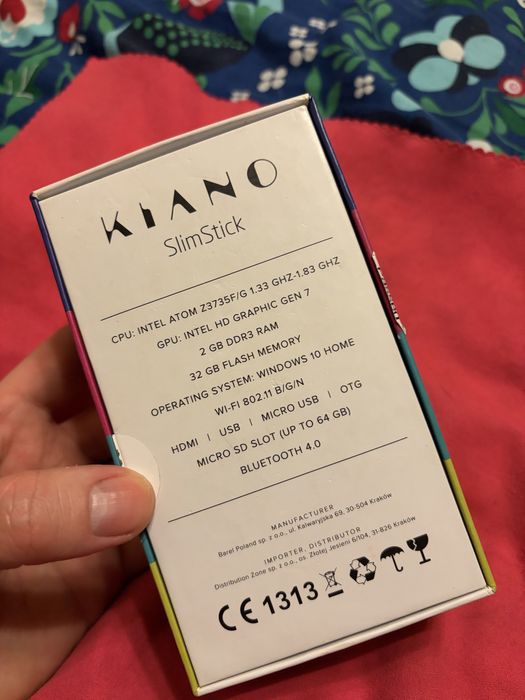 KIANO
SlimStick
CPU: INTEL ATOM Z3735F/G 1.33 GHZ-1.83 GHZ
GPU: INTEL HD GRAPHIC GEN 7
2 GB DDR3 RAM
32 GB FLASH MEMORY
OPERATING SYSTEM: WINDOWS 10 HOME
WI-FI 802.11 B/G/N
HDMI | USB | MICRO USB | OTG
MICRO SD SLOT (UP TO 64 GB)
BLUETOOTH 4.0
MANUFACTURER
Barel Poland sp. z o.o., ul. Kalwaryjska 69, 30-504 Kraków
IMPORTER, DISTRIBUTOR
Distribution Zone sp. z o.o., os. Złotej Jesieni 6/104, 31-826 Kraków
CE 1313